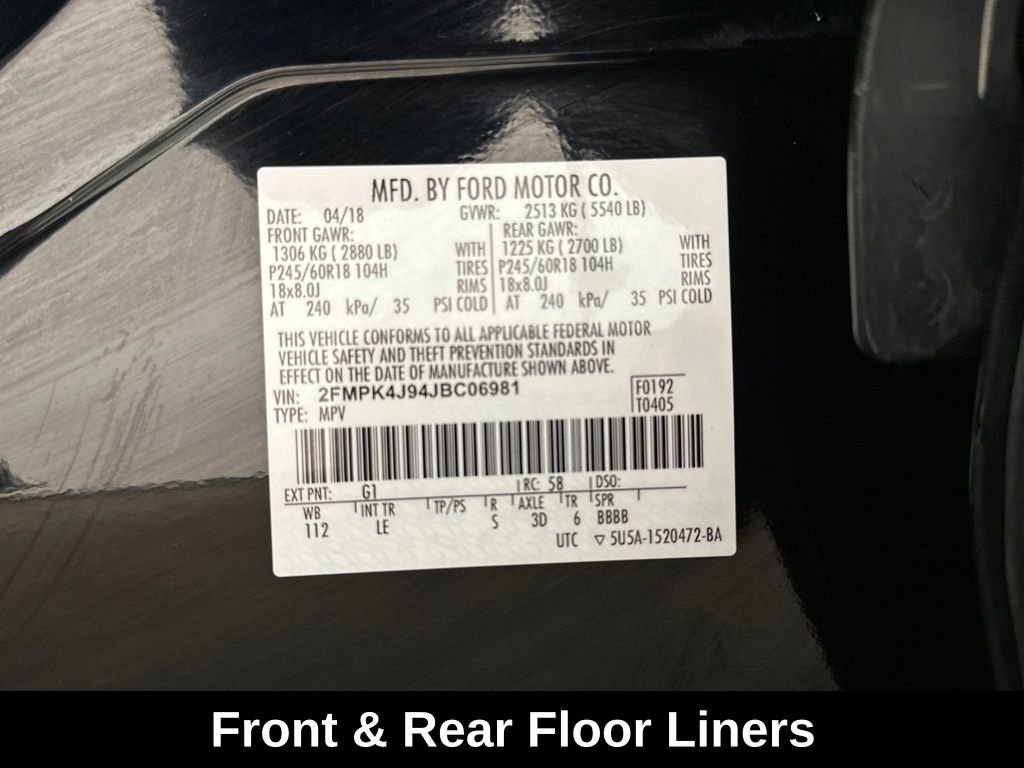 MFD. BY FORD MOTOR CO.
DATE: 04/18 GVWR: 2513 KG ( 5540 LB)
FRONT GAWR: REAR GAWR:
1306 KG ( 2880 LB) WITH 1225 KG ( 2700 LB) WITH
P245/60R18 104H TIRES P245/60R18 104H TIRES
18x8.0J RIMS 18x8.0J RIMS
AT 240 kPa/ 35 PSI COLD AT 240 kPa/ 35 PSI COLD
THIS VEHICLE CONFORMS TO ALL APPLICABLE FEDERAL MOTOR
VEHICLE SAFETY AND THEFT PREVENTION STANDARDS IN
EFFECT ON THE DATE OF MANUFACTURE SHOWN ABOVE.
VIN: 2FMPK4J94JBC06981 F0192
TYPE: MPV T0405
EXT PNT: G1 RC: 58 DSO:
WB INT TR TP/PS R AXLE TR SPR
112 LE S 3D 6 BBBB
UTC ▽ 5U5A-1520472-BA
Front & Rear Floor Liners